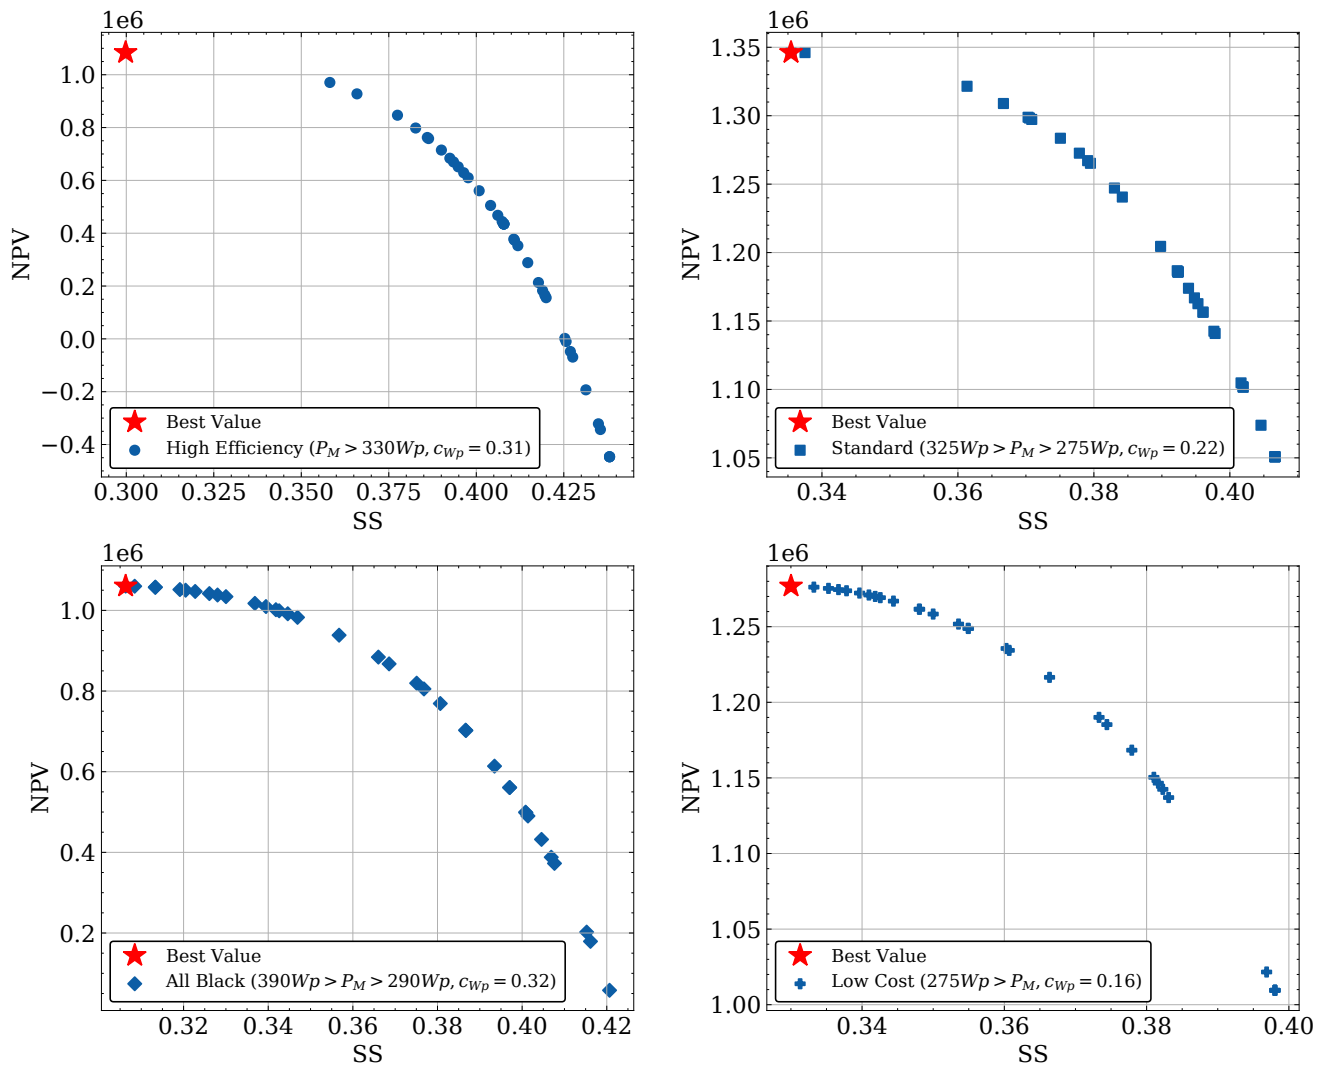 1e6
NPV
1.0
0.8
0.6
0.4
0.2
0.0
−0.2
−0.4
Best Value
High Efficiency (P_M > 330Wp, c_Wp = 0.31)
0.300 0.325 0.350 0.375 0.400 0.425
SS
1e6
NPV
1.35
1.30
1.25
1.20
1.15
1.10
1.05
Best Value
Standard (325Wp > P_M > 275Wp, c_Wp = 0.22)
0.34 0.36 0.38 0.40
SS
1e6
NPV
1.0
0.8
0.6
0.4
0.2
Best Value
All Black (390Wp > P_M > 290Wp, c_Wp = 0.32)
0.32 0.34 0.36 0.38 0.40 0.42
SS
1e6
NPV
1.25
1.20
1.15
1.10
1.05
1.00
Best Value
Low Cost (275Wp > P_M, c_Wp = 0.16)
0.34 0.36 0.38 0.40
SS